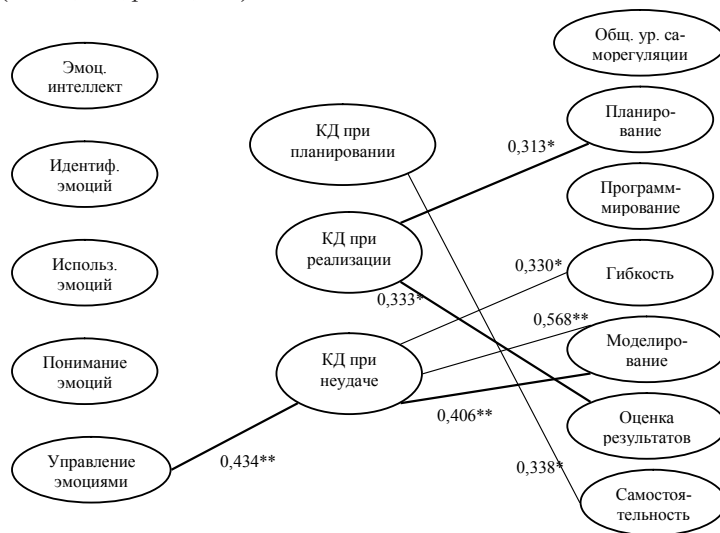 Общ. ур. са-
морегуляции
Эмоц.
интеллект
Планиро-
вание
КД при
планировании
0,313*
Идентиф.
эмоций
Программ-
мирование
КД при
реализации
0,330*
Использ.
эмоций
Гибкость
0,333*
0,568**
Понимание
эмоций
КД при
неудаче
Моделиро-
вание
0,406**
Оценка
результатов
Управление
эмоциями
0,434**
0,338*
Самостоя-
тельность